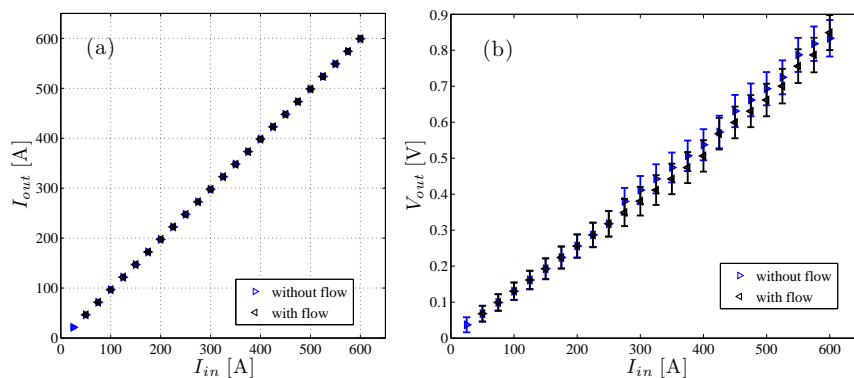 (a)
600
500
400
300
200
100
0
0 100 200 300 400 500 600
I_out [A]
I_in [A]
without flow
with flow
(b)
0.9
0.8
0.7
0.6
0.5
0.4
0.3
0.2
0.1
0
0 100 200 300 400 500 600
V_out [V]
I_in [A]
without flow
with flow